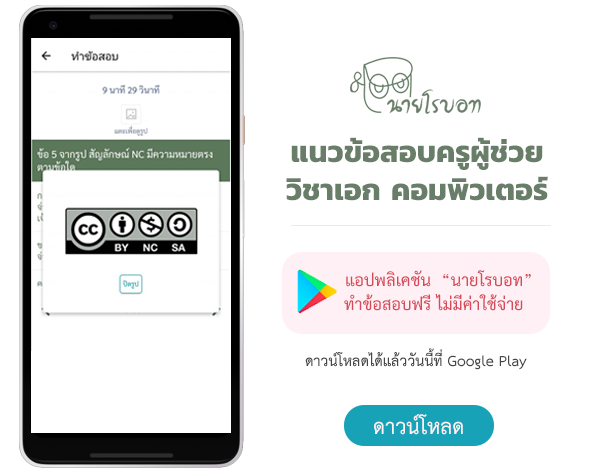 ทำข้อสอบ
9 นาที 29 วินาที
แตะเพื่อดูรูป
ข้อ 5 จากรูป สัญลักษณ์ NC มีความหมายตรง
ตามข้อใด
CC
BY NC SA
ปิดรูป
นายโรบอท
แนวข้อสอบครูผู้ช่วย
วิชาเอก คอมพิวเตอร์
แอปพลิเคชัน “นายโรบอท”
ทำข้อสอบฟรี ไม่มีค่าใช้จ่าย
ดาวน์โหลดได้แล้ววันนี้ที่ Google Play
ดาวน์โหลด